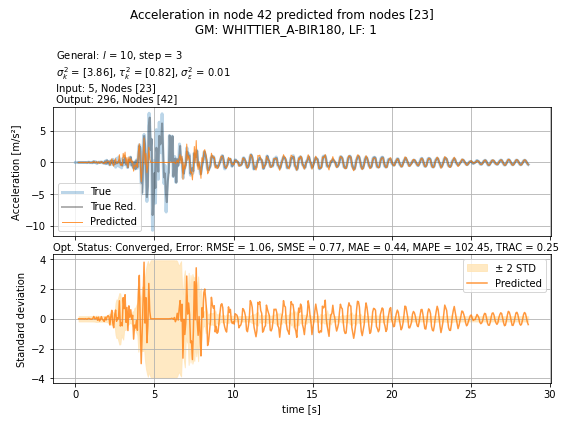 Acceleration in node 42 predicted from nodes [23]
GM: WHITTIER_A-BIR180, LF: 1
General: l = 10, step = 3
σ²ₖ = [3.86], τ²ₖ = [0.82], σ²ε = 0.01
Input: 5, Nodes [23]
Output: 296, Nodes [42]
Acceleration [m/s²]
5
0
−5
−10
True
True Red.
Predicted
Opt. Status: Converged, Error: RMSE = 1.06, SMSE = 0.77, MAE = 0.44, MAPE = 102.45, TRAC = 0.25
Standard deviation
4
2
0
−2
−4
± 2 STD
Predicted
0 5 10 15 20 25 30
time [s]